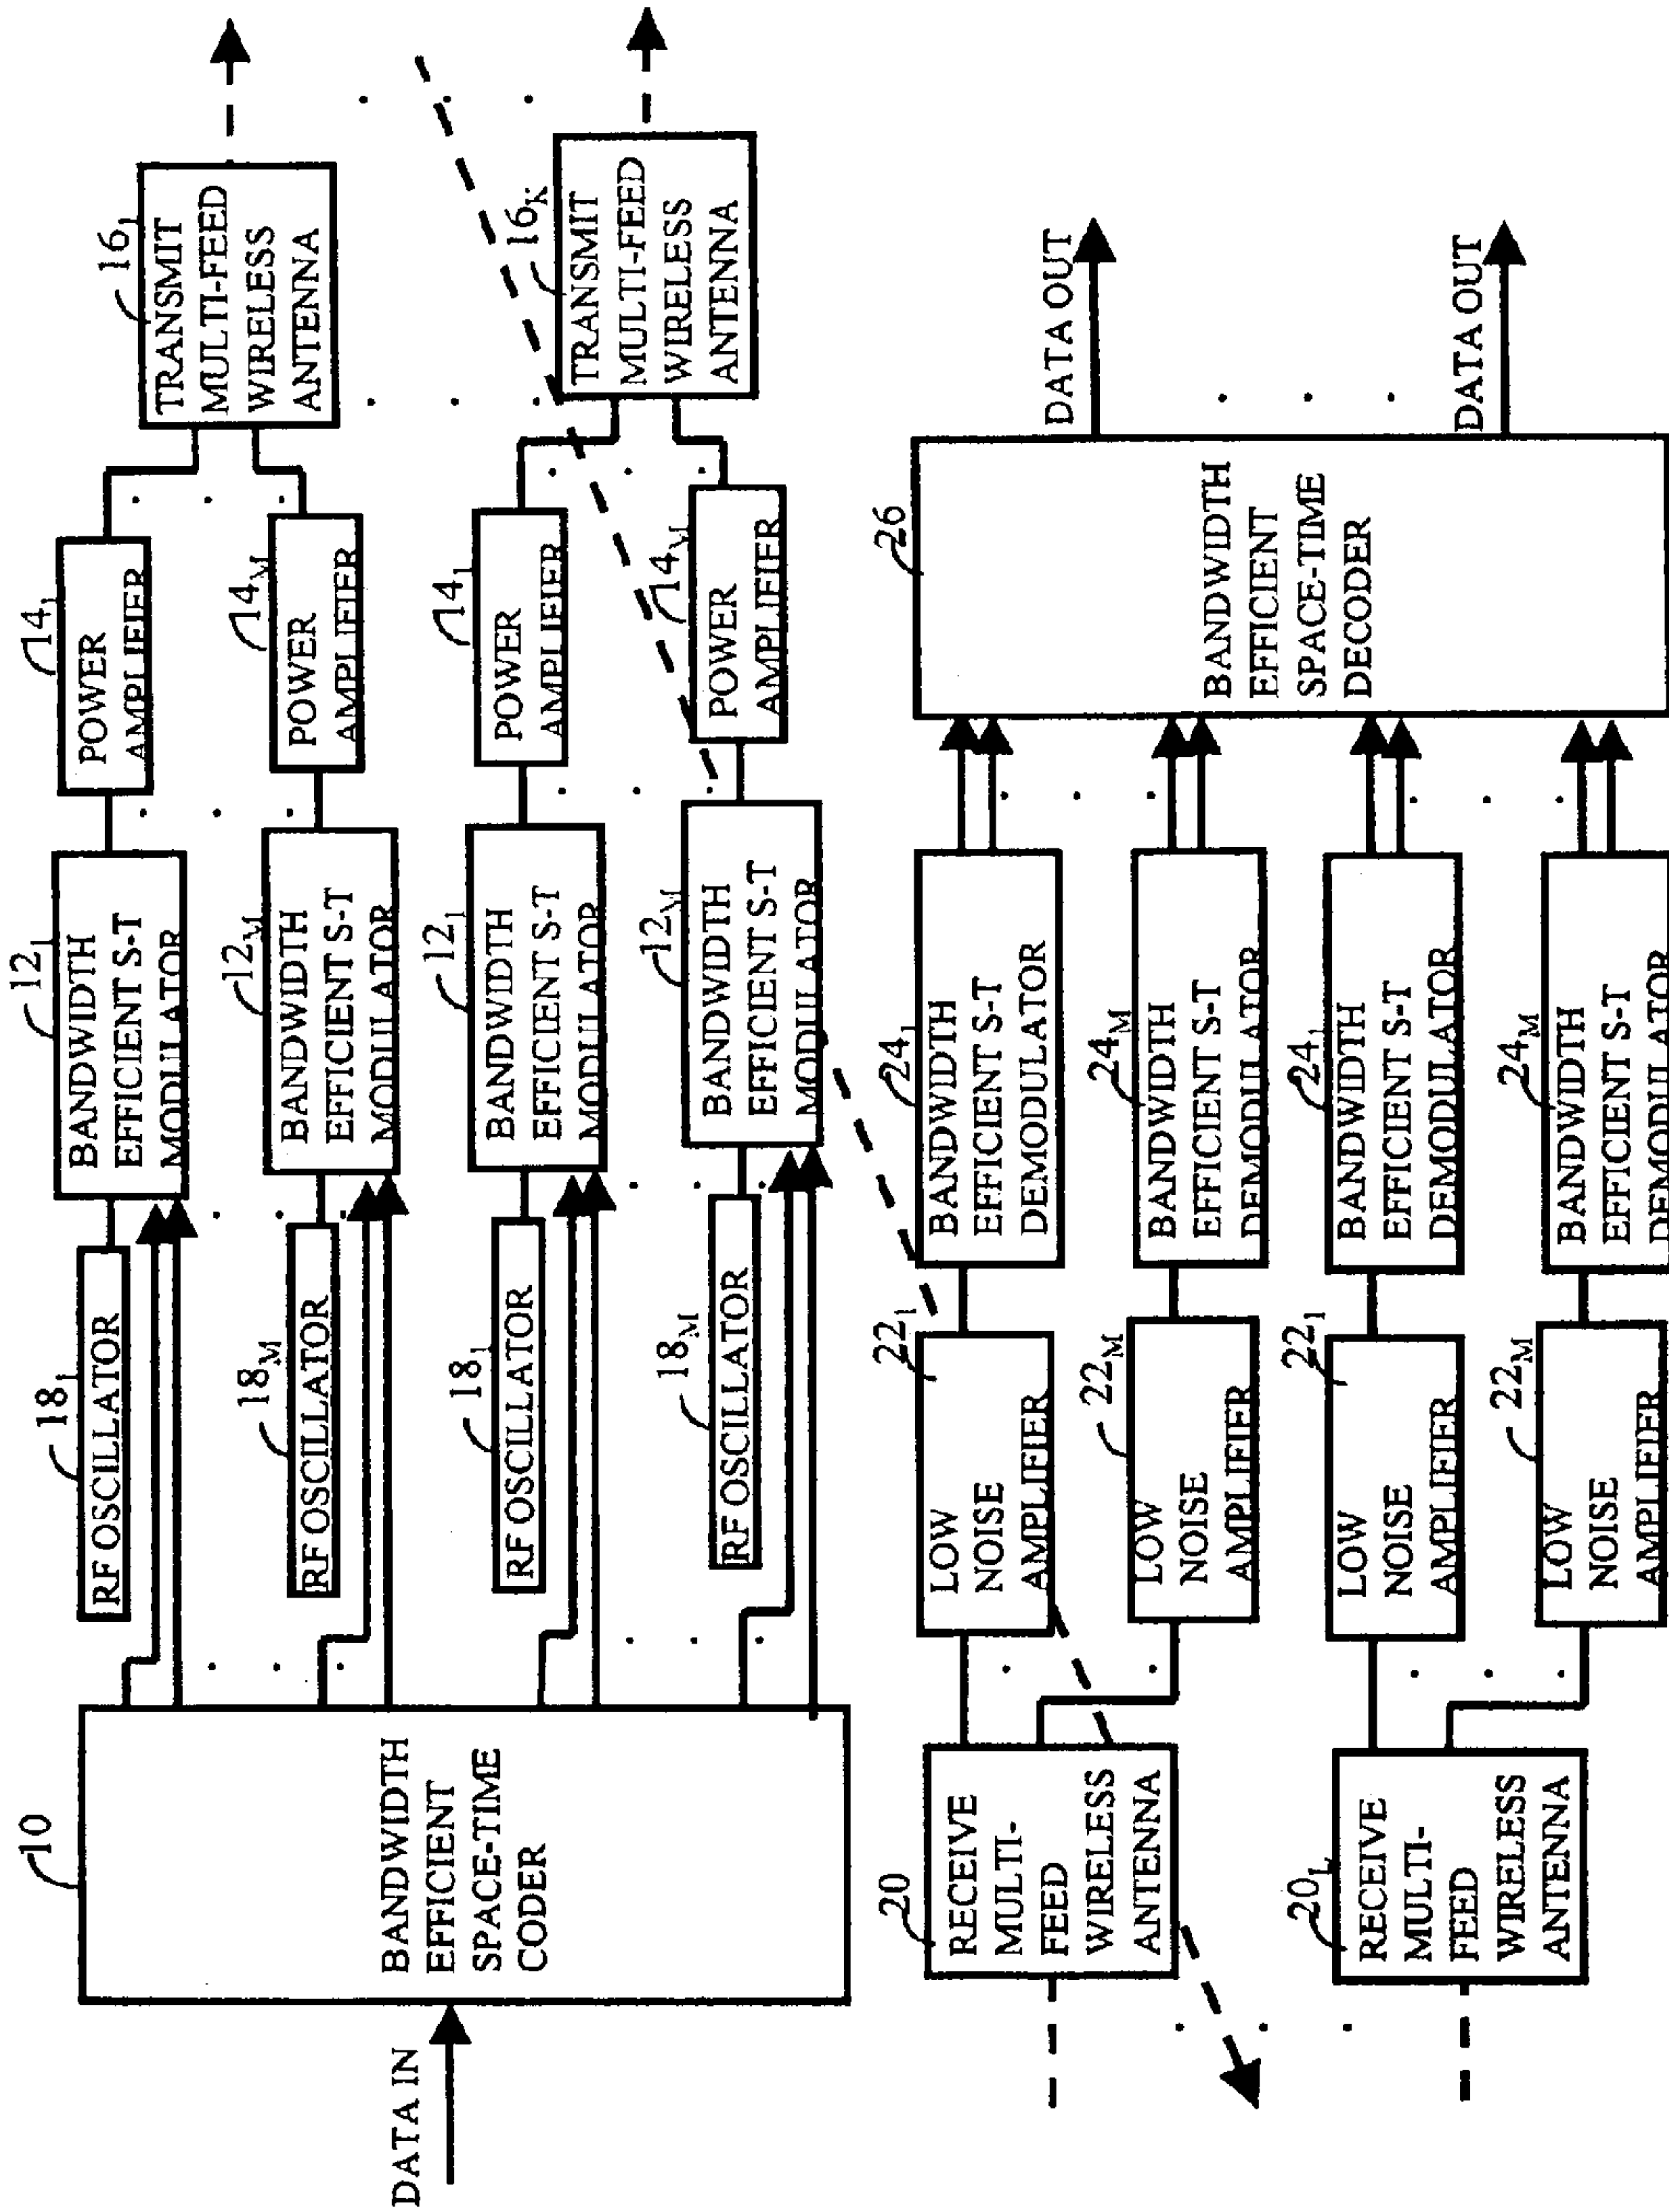 DATA IN
10
BANDWIDTH
EFFICIENT
SPACE-TIME
CODER
18₁
RF OSCILLATOR
12₁
BANDWIDTH
EFFICIENT S-T
MODULATOR
14₁
POWER
AMPLIFIER
16₁
TRANSMIT
MULTI-FEED
WIRELESS
ANTENNA
18M
RF OSCILLATOR
12M
BANDWIDTH
EFFICIENT S-T
MODULATOR
14M
POWER
AMPLIFIER
18₁
RF OSCILLATOR
12₁
BANDWIDTH
EFFICIENT S-T
MODULATOR
14₁
POWER
AMPLIFIER
16K
TRANSMIT
MULTI-FEED
WIRELESS
ANTENNA
18M
RF OSCILLATOR
12M
BANDWIDTH
EFFICIENT S-T
MODULATOR
14M
POWER
AMPLIFIER
20
RECEIVE
MULTI-
FEED
WIRELESS
ANTENNA
22₁
LOW
NOISE
AMPLIFIER
24₁
BANDWIDTH
EFFICIENT S-T
DEMODULATOR
22M
LOW
NOISE
AMPLIFIER
24M
BANDWIDTH
EFFICIENT S-T
DEMODULATOR
20L
RECEIVE
MULTI-
FEED
WIRELESS
ANTENNA
22₁
LOW
NOISE
AMPLIFIER
24₁
BANDWIDTH
EFFICIENT S-T
DEMODULATOR
22M
LOW
NOISE
AMPLIFIER
24M
BANDWIDTH
EFFICIENT S-T
DEMODULATOR
26
BANDWIDTH
EFFICIENT
SPACE-TIME
DECODER
DATA OUT
DATA OUT